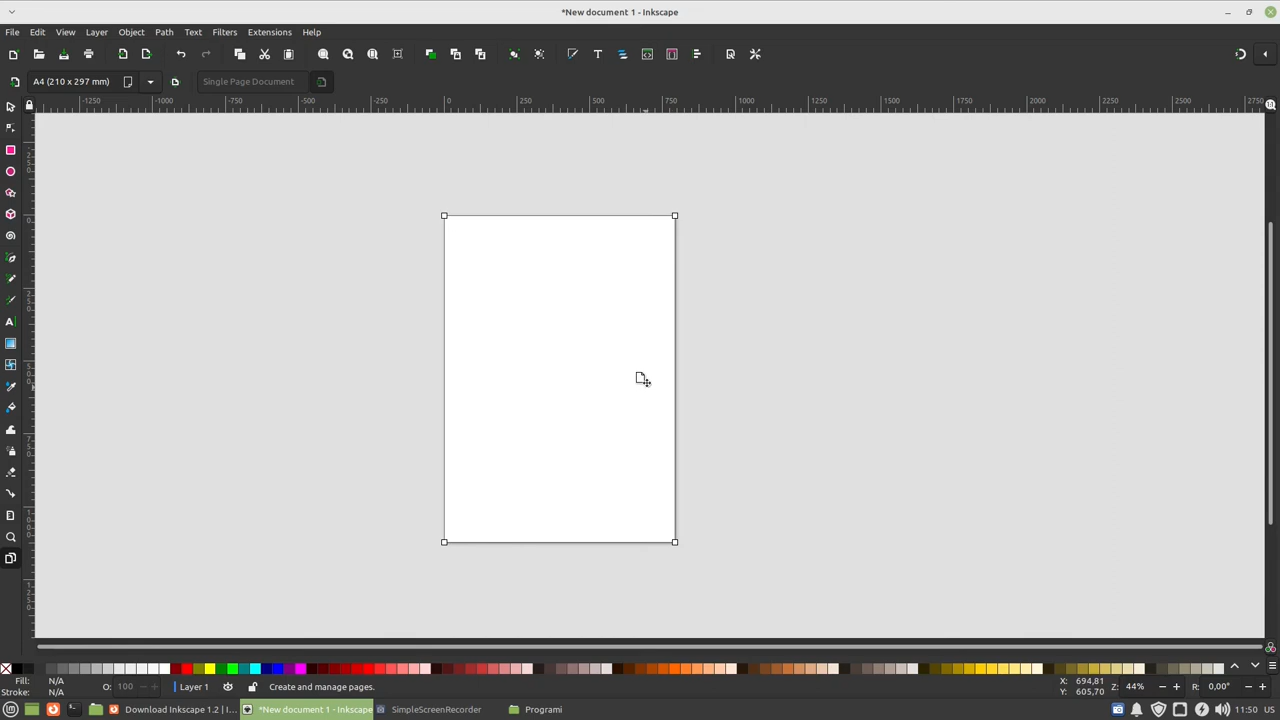 *New document 1 - Inkscape
File Edit View Layer Object Path Text Filters Extensions Help
A4 (210 x 297 mm) Single Page Document
-1250 -1000 -750 -500 -250 0 250 500 750 1000 1250 1500 1750 2000 2250 2500 2750
Fill: N/A O: 100 Layer 1 Create and manage pages. X: 694,81 Z: 44% R: 0,00°
Stroke: N/A Y: 605,70
Download Inkscape 1.2 | I... *New document 1 - Inkscape SimpleScreenRecorder Programi 11:50 US